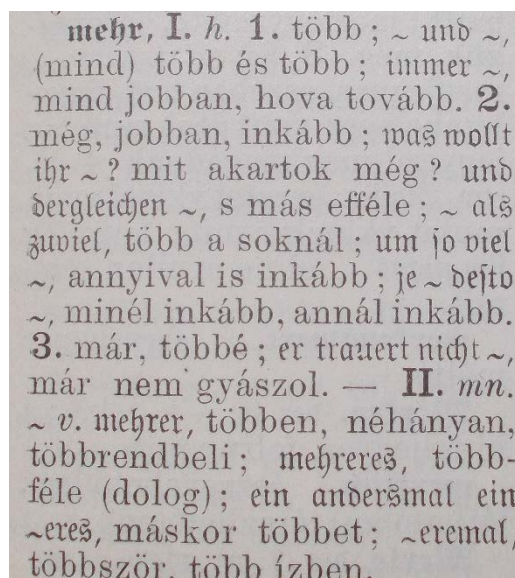 mehr, I. h. 1. több; ~ und ~,
(mind) több és több; immer ~,
mind jobban, hova tovább. 2.
még, jobban, inkább; was wollt
ihr ~? mit akartok még? und
dergleichen ~, s más efféle; ~ als
zuviel, több a soknál; um so viel
~, annyival is inkább; je ~ desto
~, minél inkább, annál inkább.
3. már, többé; er trauert nicht ~,
már nem gyászol. — II. mn.
~ v. mehrer, többen, néhányan,
többrendbeli; mehreres, több-
féle (dolog); ein andersmal ein
~eres, máskor többet; ~eremal,
többször, több ízben.